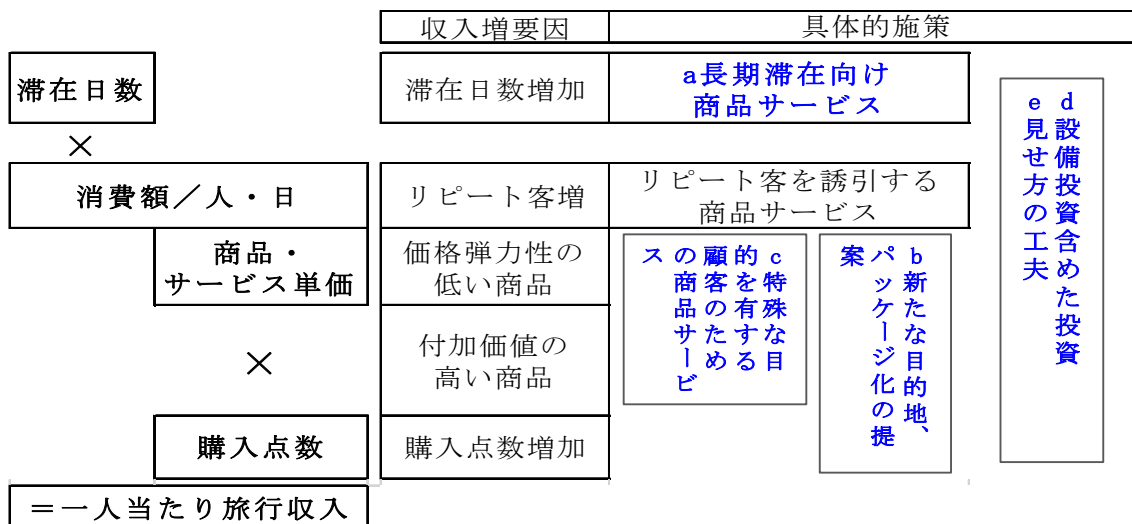 収入増要因
具体的施策
滞在日数
滞在日数増加
a長期滞在向け
商品サービス
×
消費額／人・日
リピート客増
リピート客を誘引する
商品サービス
商品・
サービス単価
価格弾力性の
低い商品
×
付加価値の
高い商品
購入点数
購入点数増加
c特殊な目
的を有する
顧客のため
の商品サービ
ス
b新たな目的地、
パッケージ化の提
案
d設備投資含めた投資
e見せ方の工夫
＝一人当たり旅行収入